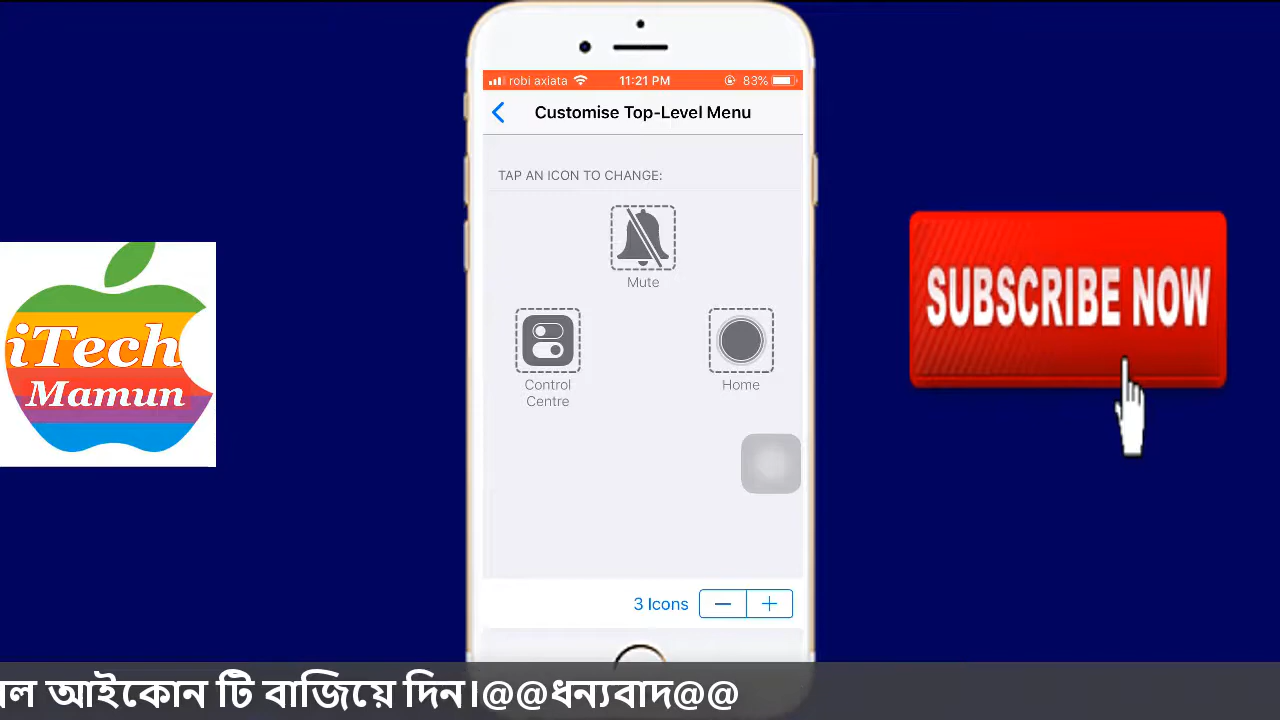 robi axiata 11:21 PM 83%
Customise Top-Level Menu
TAP AN ICON TO CHANGE:
Mute
Control
Centre
Home
3 Icons
iTech
Mamun
SUBSCRIBE NOW
আইকোন টি বাজিয়ে দিন।@@ধন্যবাদ@@